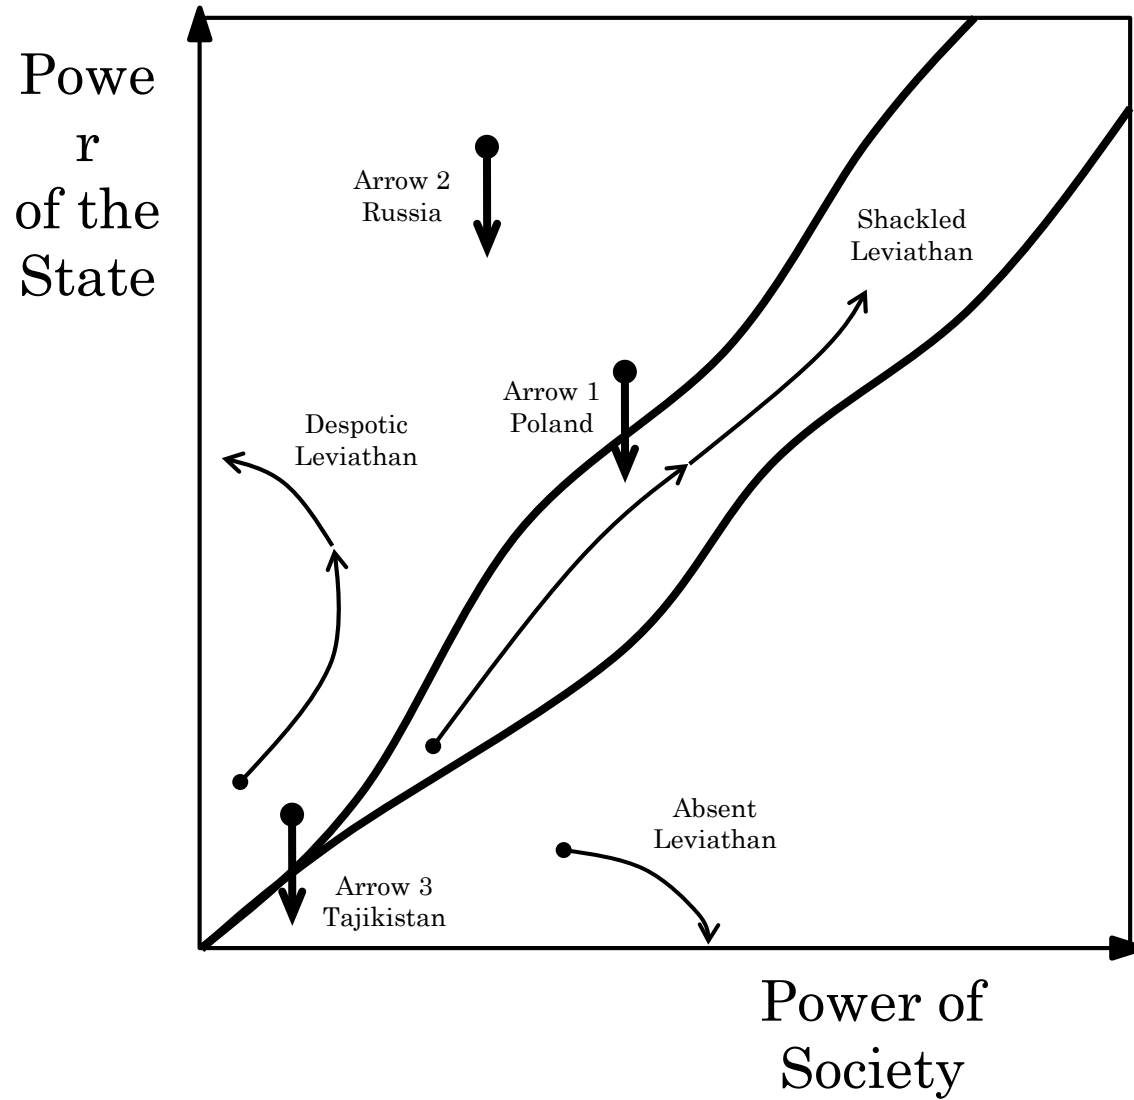 Powe
r
of the
State
Arrow 2
Russia
Shackled
Leviathan
Arrow 1
Poland
Despotic
Leviathan
Absent
Leviathan
Arrow 3
Tajikistan
Power of
Society